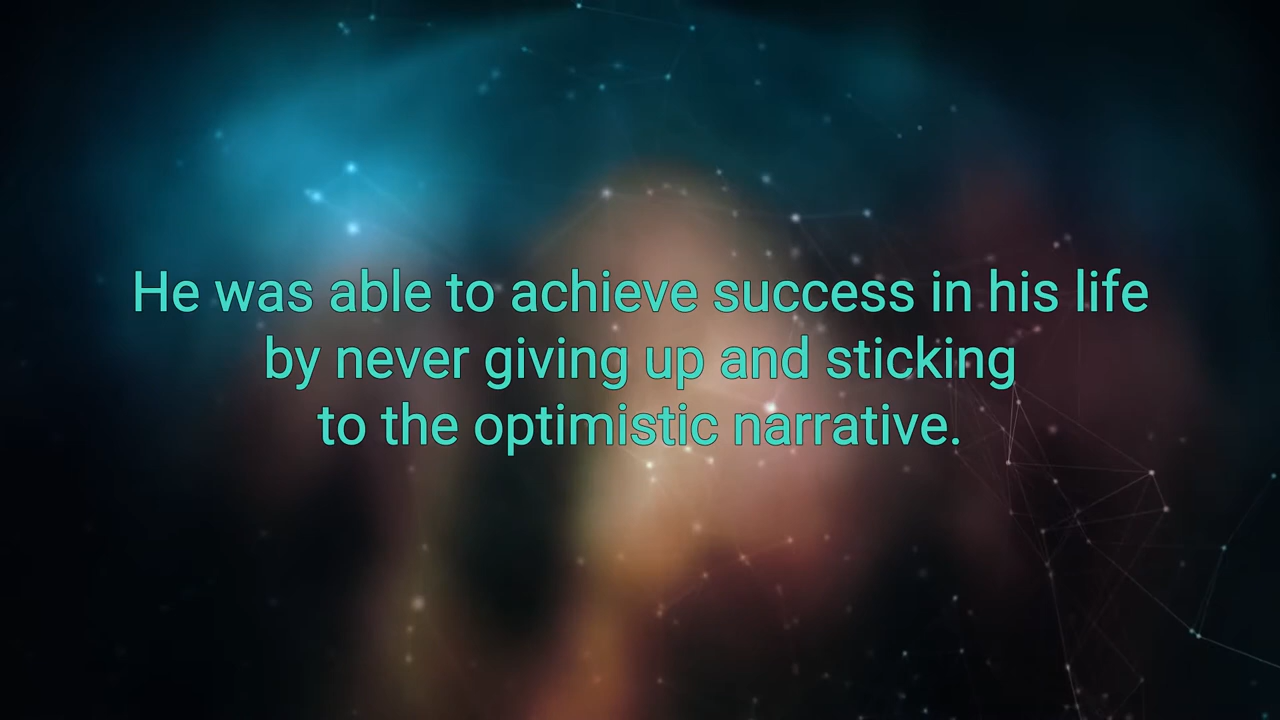 He was able to achieve success in his life
by never giving up and sticking
to the optimistic narrative.